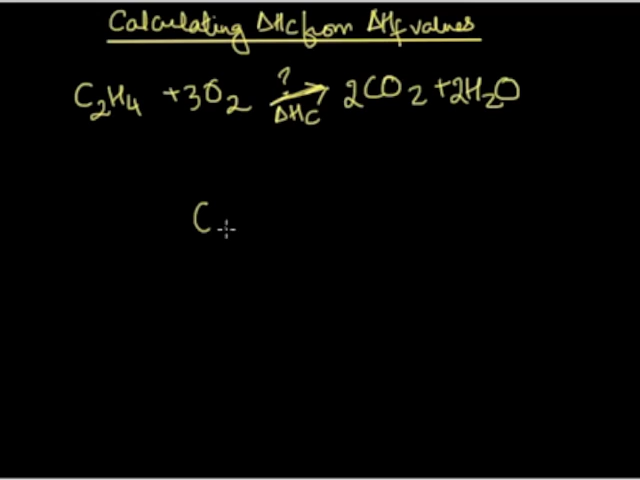 Calculating ΔHc from ΔHf values
C₂H₄ + 3O₂ →? ΔHc 2CO₂ + 2H₂O
C